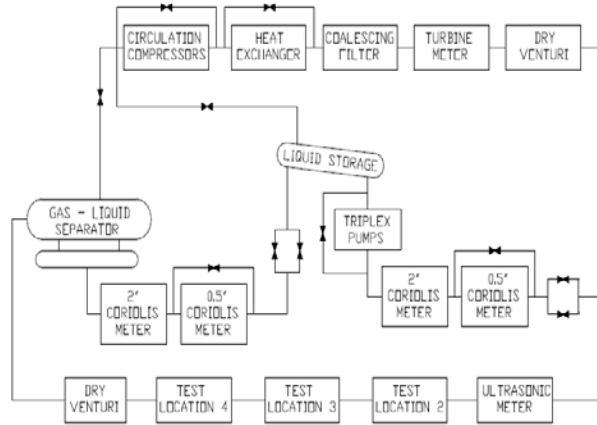 CIRCULATION
COMPRESSORS
HEAT
EXCHANGER
COALESCING
FILTER
TURBINE
METER
DRY
VENTURI
LIQUID STORAGE
GAS - LIQUID
SEPARATOR
TRIPLEX
PUMPS
2"
CORIOLIS
METER
0.5"
CORIOLIS
METER
2"
CORIOLIS
METER
0.5"
CORIOLIS
METER
DRY
VENTURI
TEST
LOCATION 4
TEST
LOCATION 3
TEST
LOCATION 2
ULTRASONIC
METER